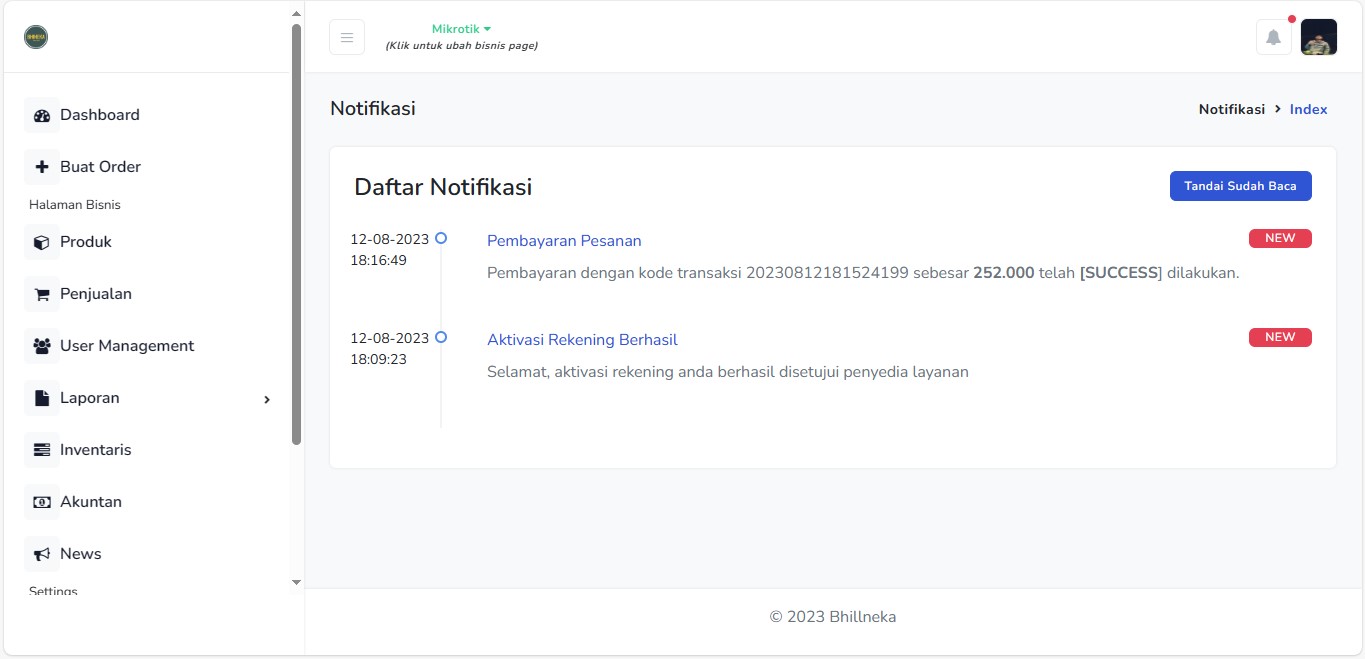 Mikrotik
(Klik untuk ubah bisnis page)
Dashboard
Buat Order
Halaman Bisnis
Produk
Penjualan
User Management
Laporan
Inventaris
Akuntan
News
Settings
Notifikasi
Notifikasi > Index
Daftar Notifikasi
Tandai Sudah Baca
12-08-2023
18:16:49
Pembayaran Pesanan
NEW
Pembayaran dengan kode transaksi 20230812181524199 sebesar 252.000 telah [SUCCESS] dilakukan.
12-08-2023
18:09:23
Aktivasi Rekening Berhasil
NEW
Selamat, aktivasi rekening anda berhasil disetujui penyedia layanan
© 2023 Bhillneka